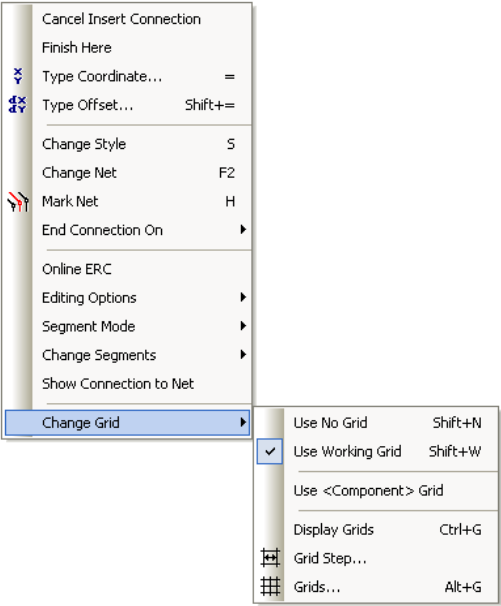 Cancel Insert Connection
Finish Here
X
Y
Type Coordinate... =
dX
dY
Type Offset... Shift+=
Change Style S
Change Net F2
Mark Net H
End Connection On
Online ERC
Editing Options
Segment Mode
Change Segments
Show Connection to Net
Change Grid
Use No Grid Shift+N
Use Working Grid Shift+W
Use <Component> Grid
Display Grids Ctrl+G
Grid Step...
Grids... Alt+G